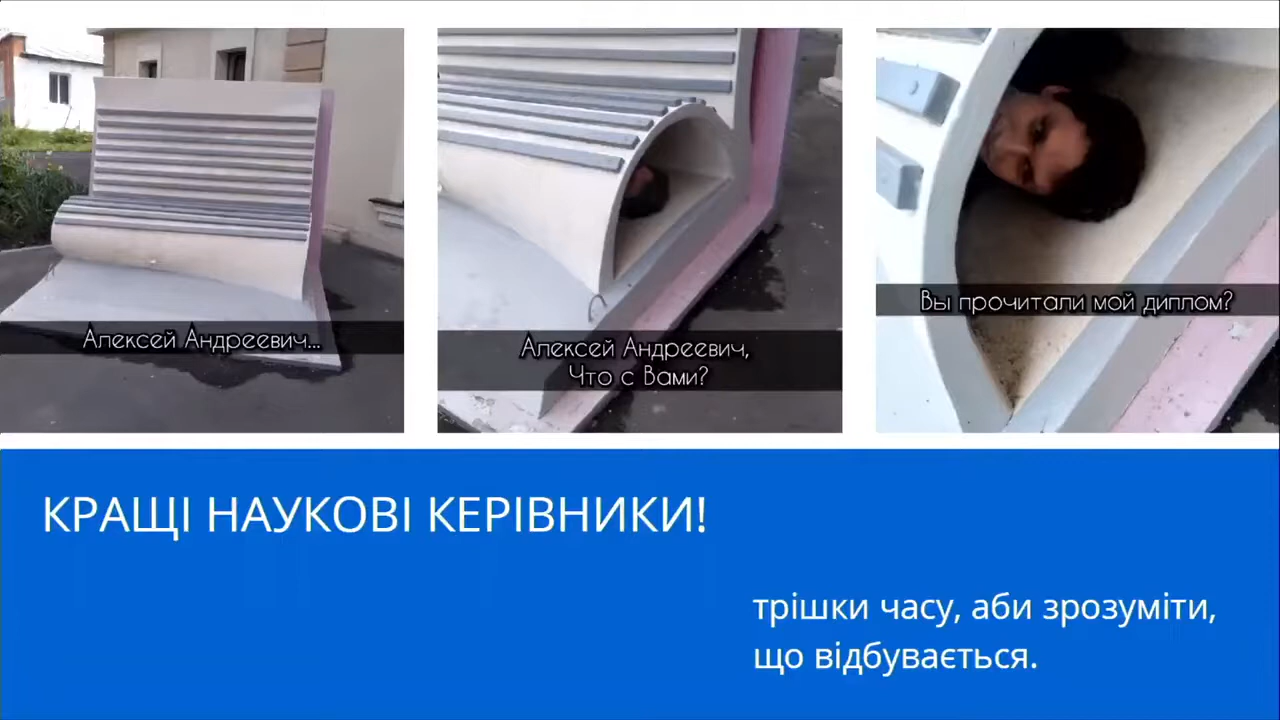 Алексей Андреевич...
Алексей Андреевич,
Что с Вами?
Вы прочитали мой диплом?
КРАЩІ НАУКОВІ КЕРІВНИКИ!
трішки часу, аби зрозуміти,
що відбувається.